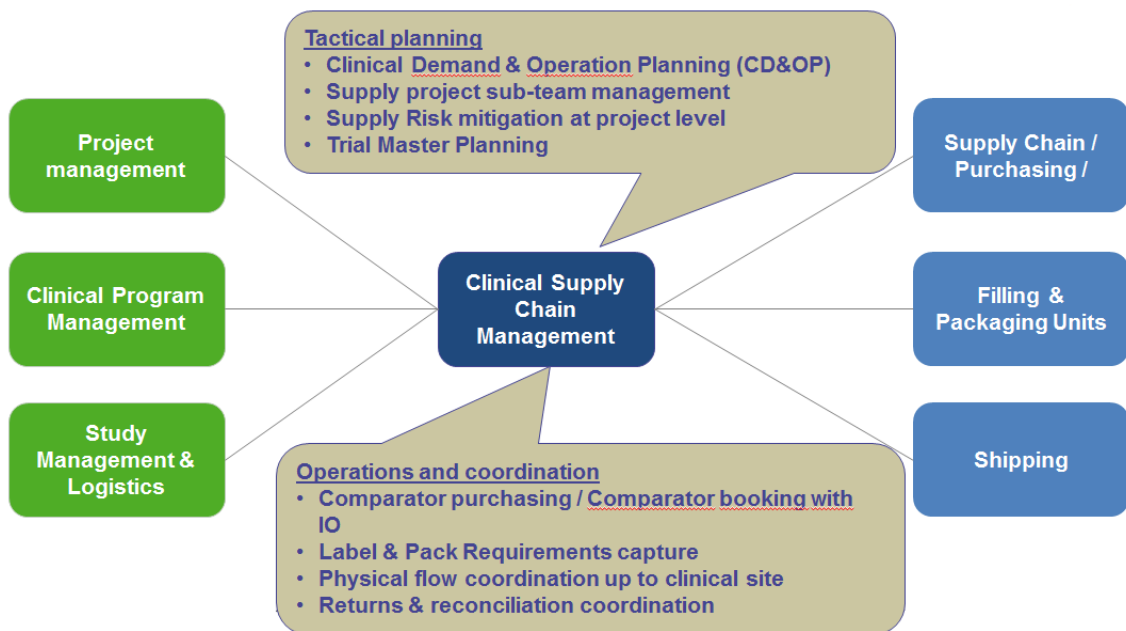 Tactical planning
• Clinical Demand & Operation Planning (CD&OP)
• Supply project sub-team management
• Supply Risk mitigation at project level
• Trial Master Planning
Project
management
Supply Chain /
Purchasing /
Clinical Program
Management
Clinical Supply
Chain
Management
Filling &
Packaging Units
Study
Management &
Logistics
Shipping
Operations and coordination
• Comparator purchasing / Comparator booking with
IO
• Label & Pack Requirements capture
• Physical flow coordination up to clinical site
• Returns & reconciliation coordination